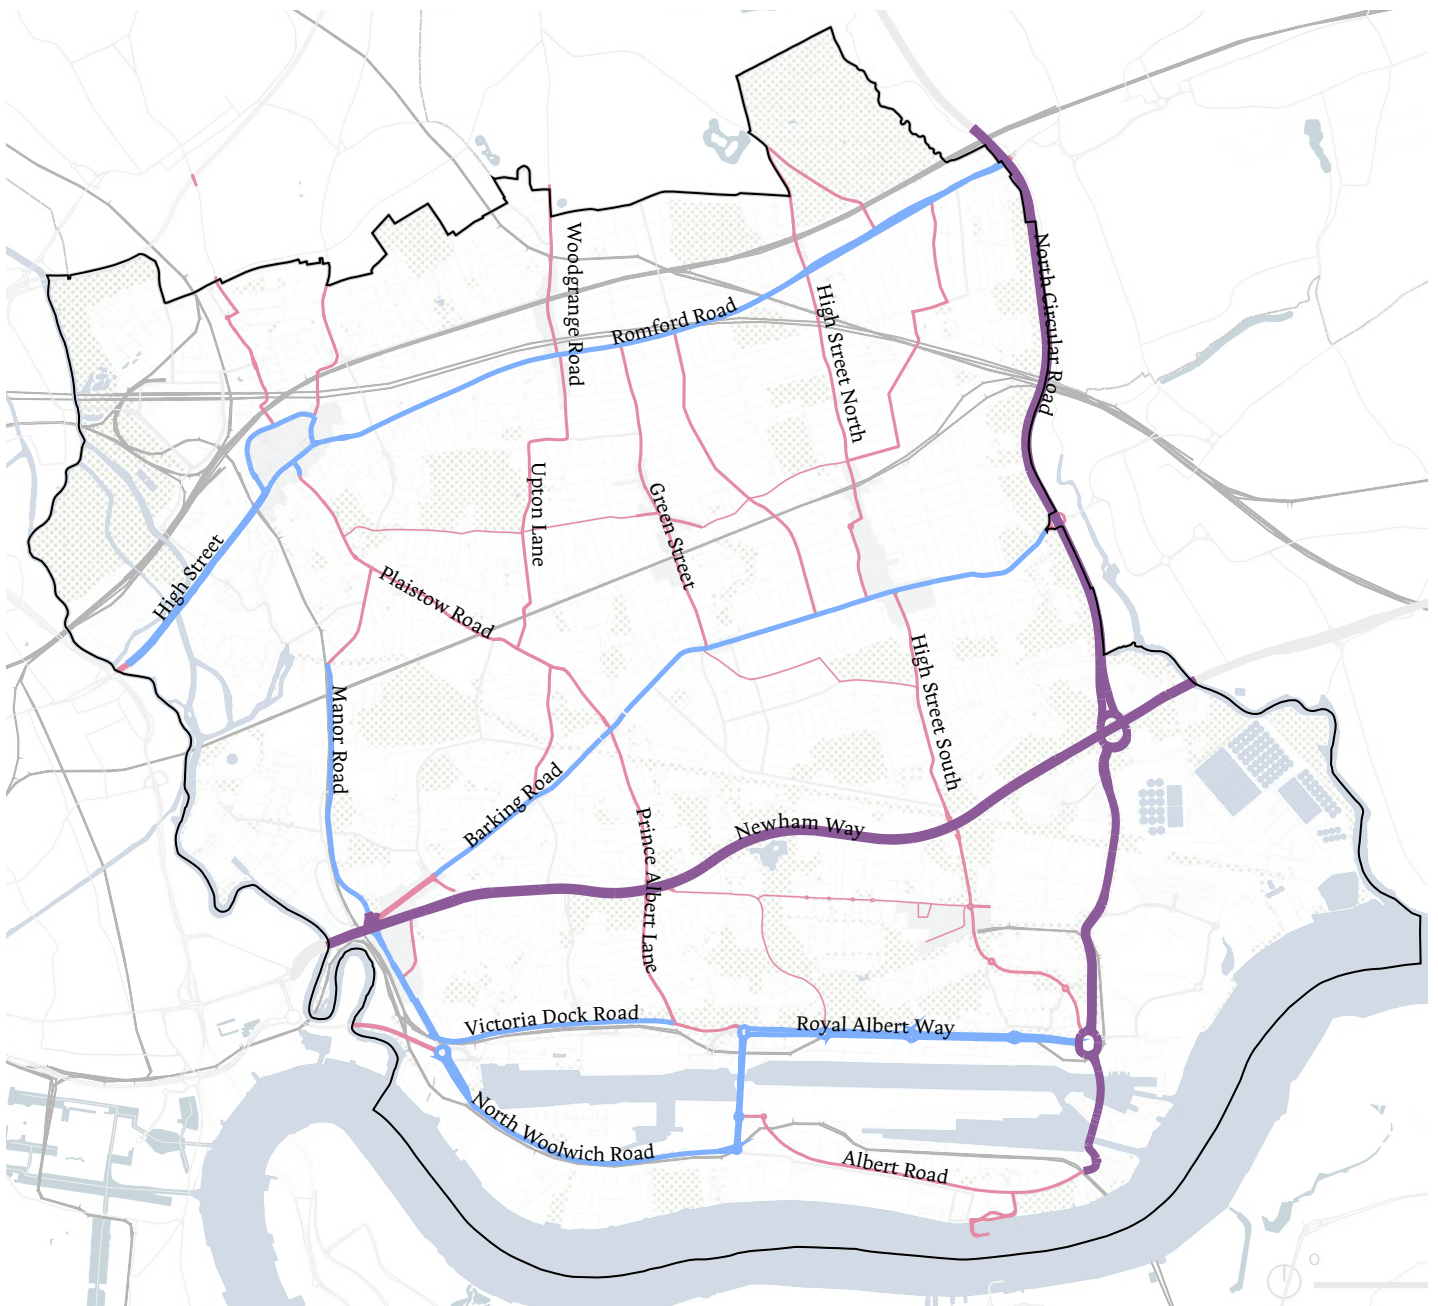 Woodgrange Road
Romford Road
High Street North
North Circular Road
Upton Lane
Green Street
High Street
Plaistow Road
High Street South
Manor Road
Barking Road
Prince Albert Lane
Newham Way
Victoria Dock Road
Royal Albert Way
North Woolwich Road
Albert Road
0